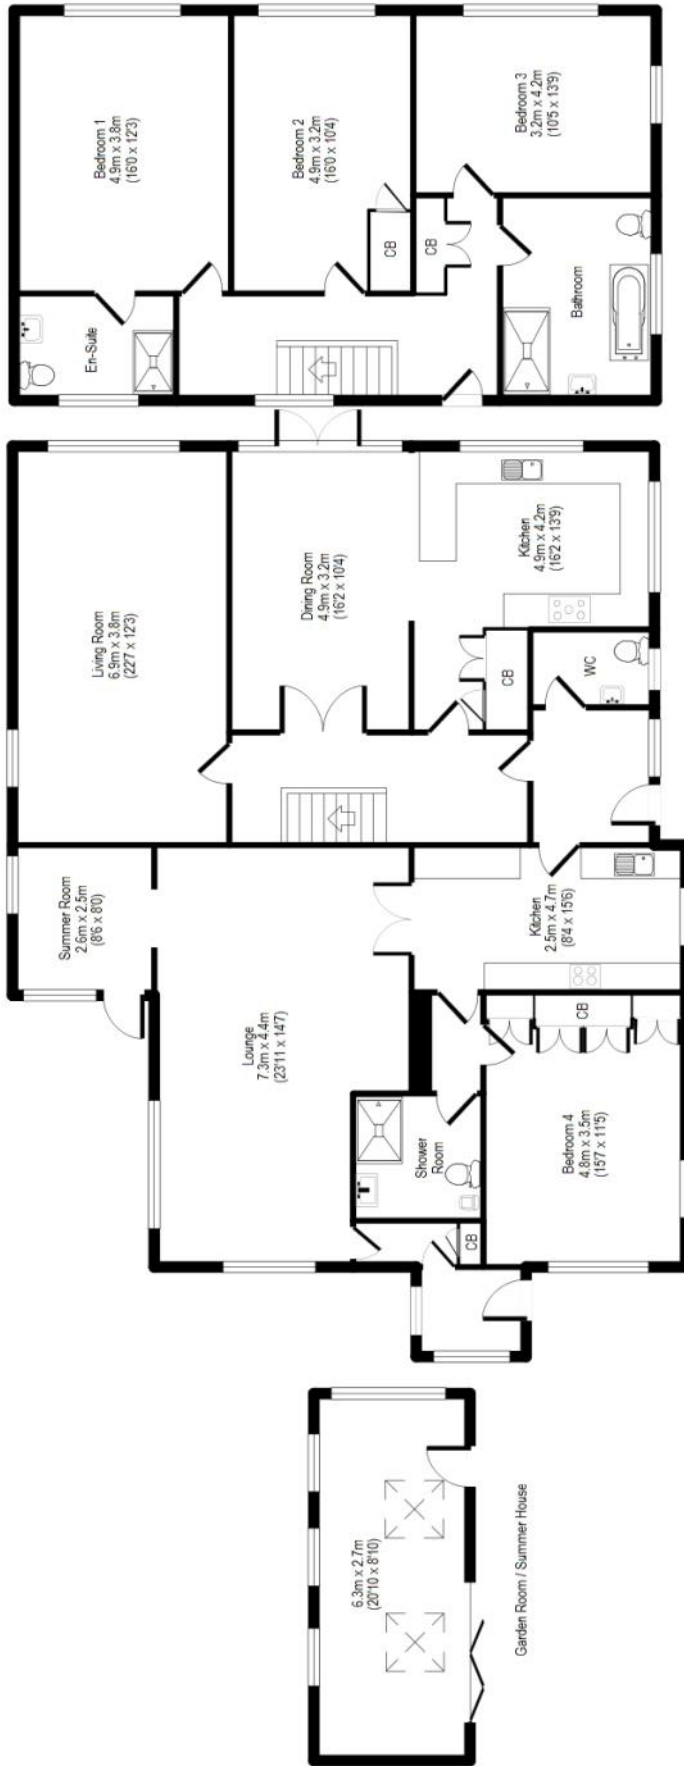 Bedroom 1
4.9m x 3.8m
(16'0 x 12'3)
Bedroom 2
4.9m x 3.2m
(16'0 x 10'4)
Bedroom 3
3.2m x 4.2m
(10'5 x 13'9)
En-Suite
CB
CB
Bathroom
Living Room
6.9m x 3.8m
(22'7 x 12'3)
Dining Room
4.9m x 3.2m
(16'2 x 10'4)
Kitchen
4.9m x 4.2m
(16'2 x 13'9)
CB
WC
Summer Room
2.6m x 2.5m
(8'6 x 8'0)
Lounge
7.3m x 4.4m
(23'11 x 14'7)
Kitchen
2.5m x 4.7m
(8'4 x 15'6)
Shower
Room
CB
CB
Bedroom 4
4.8m x 3.5m
(15'7 x 11'5)
6.3m x 2.7m
(20'10 x 8'10)
Garden Room / Summer House